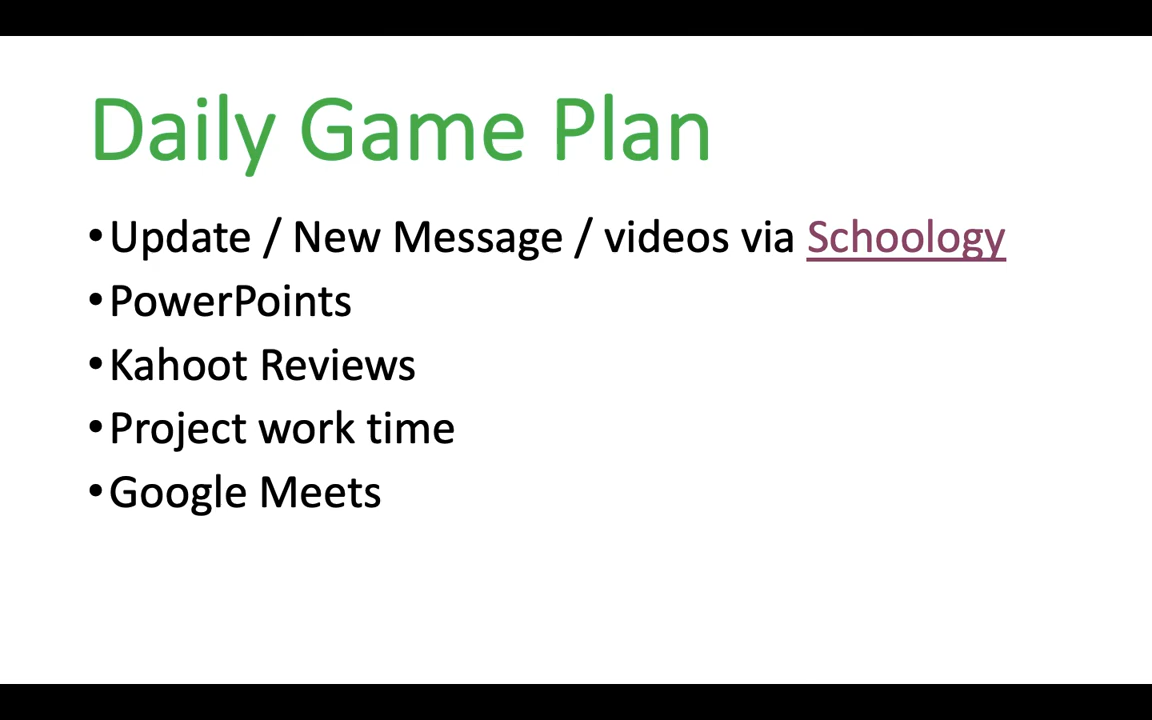 Daily Game Plan
•Update / New Message / videos via Schoology
•PowerPoints
•Kahoot Reviews
•Project work time
•Google Meets